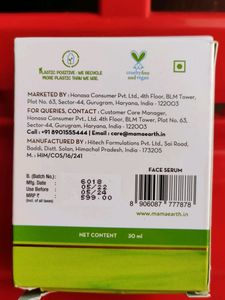 PLASTIC POSITIVE - WE RECYCLE
MORE PLASTIC THAN WE USE.
cruelty free
and vegan
MARKETED BY : Honasa Consumer Pvt. Ltd., 4th Floor, BLM Tower,
Plot No. 63, Sector-44, Gurugram, Haryana, India - 122003
FOR QUERIES, CONTACT : Customer Care Manager,
Honasa Consumer Pvt. Ltd., 4th Floor, BLM Tower, Plot No.
63, Sector-44, Gurugram, Haryana, India - 122003
Call : +91 8901555444 | Email : care@mamaearth.in
MANUFACTURED BY : Hitech Formulations Pvt. Ltd., Sai Road,
Baddi, Distt. Solan, Himachal Pradesh, India - 173205
M.: HIM/COS/16/241
FACE SERUM
B. (Batch No.) : 6018
Mfg. Date : 05/22
Use Before : 05/24
MRP ₹ : 599.00
(Incl. of all taxes)
8 906087 777878
www.mamaearth.in
NET CONTENT 30 ml